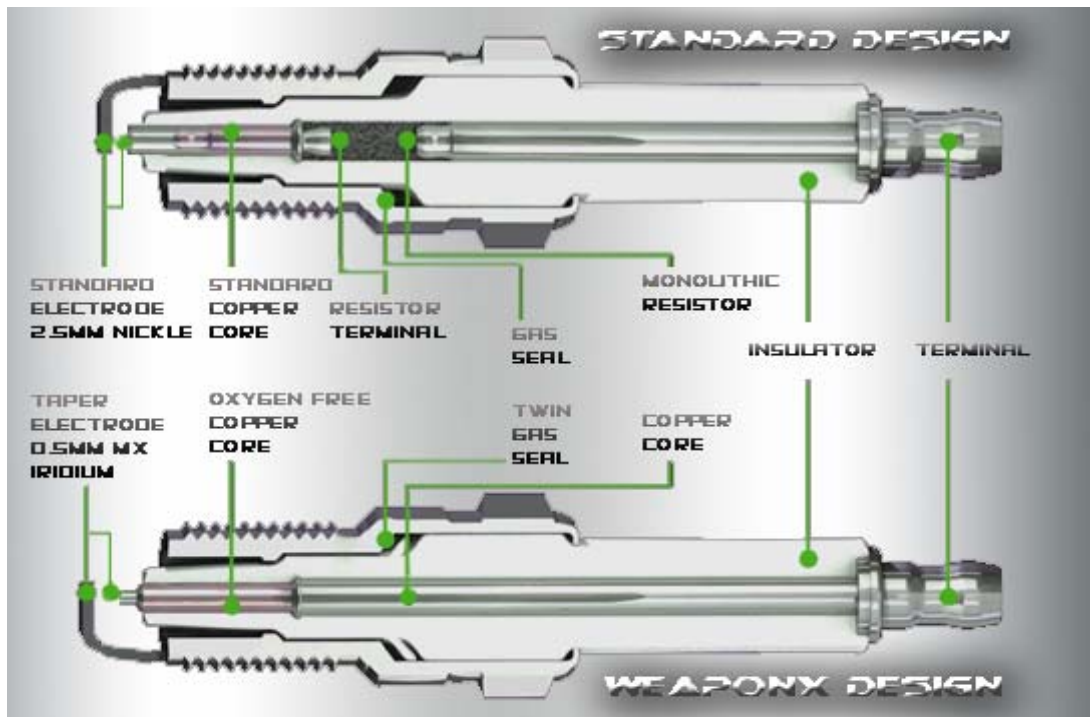 STANDARD DESIGN
STANDARD
ELECTRODE
2.5MM NICKLE
STANDARD
COPPER
CORE
RESISTOR
TERMINAL
GAS
SEAL
MONOLITHIC
RESISTOR
INSULATOR
TERMINAL
TAPER
ELECTRODE
0.5MM MX
IRIDIUM
OXYGEN FREE
COPPER
CORE
TWIN
GAS
SEAL
COPPER
CORE
WEAPONX DESIGN